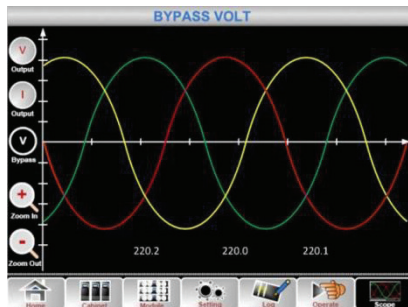 BYPASS VOLT
V
Output
I
Output
V
Bypass
+
Zoom In
-
Zoom Out
220.2 220.0 220.1
Home Cabinet Module Setting Log Operate Scope